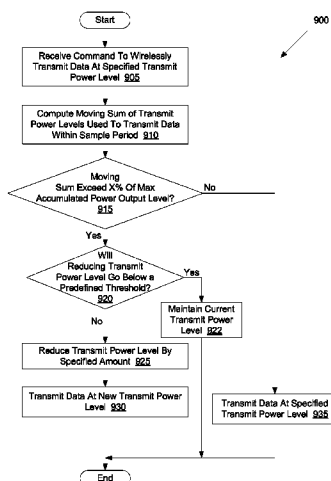 Start
900
Receive Command To Wirelessly
Transmit Data At Specified Transmit
Power Level 905
Compute Moving Sum of Transmit
Power Levels Used To Transmit Data
Within Sample Period 910
Moving
Sum Exceed X% Of Max
Accumulated Power Output Level?
915
No
Yes
Will
Reducing Transmit
Power Level Go Below a
Predefined Threshold?
920
Yes
No
Maintain Current
Transmit Power
Level 922
Reduce Transmit Power Level By
Specified Amount 925
Transmit Data At New Transmit Power
Level 930
Transmit Data At Specified
Transmit Power Level 935
End